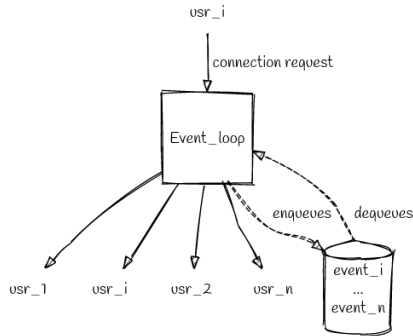 usr_i
connection request
Event_loop
enqueues
dequeues
usr_1
usr_i
usr_2
usr_n
event_i
...
event_n